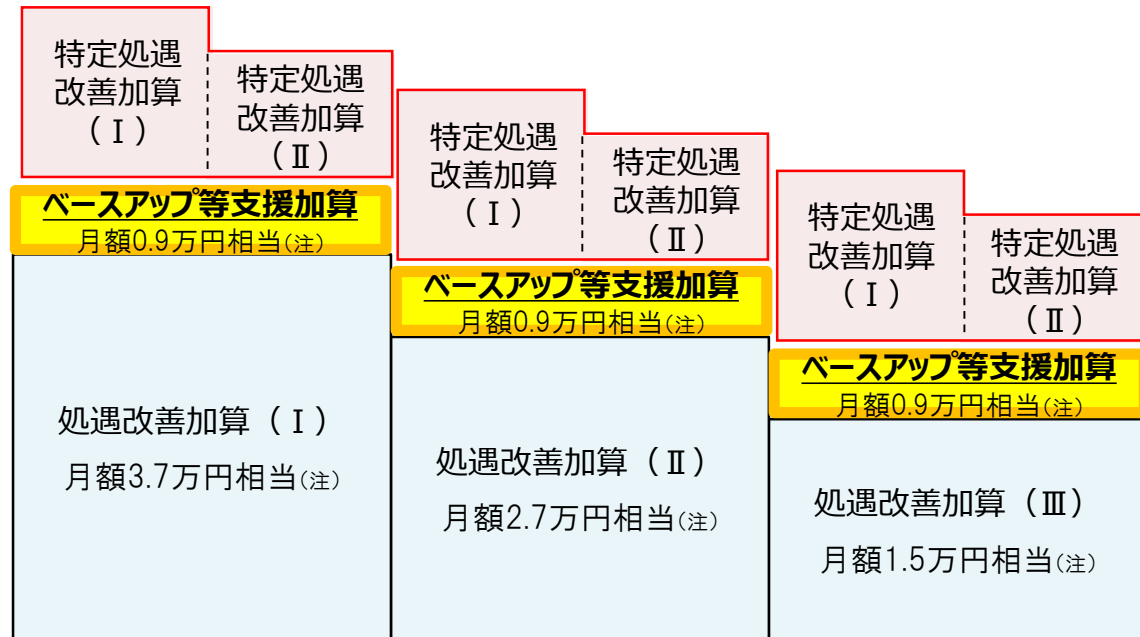 特定処遇
改善加算
(Ⅰ)
特定処遇
改善加算
(Ⅱ)
ベースアップ等支援加算
月額0.9万円相当(注)
処遇改善加算(Ⅰ)
月額3.7万円相当(注)
特定処遇
改善加算
(Ⅰ)
特定処遇
改善加算
(Ⅱ)
ベースアップ等支援加算
月額0.9万円相当(注)
処遇改善加算(Ⅱ)
月額2.7万円相当(注)
特定処遇
改善加算
(Ⅰ)
特定処遇
改善加算
(Ⅱ)
ベースアップ等支援加算
月額0.9万円相当(注)
処遇改善加算(Ⅲ)
月額1.5万円相当(注)